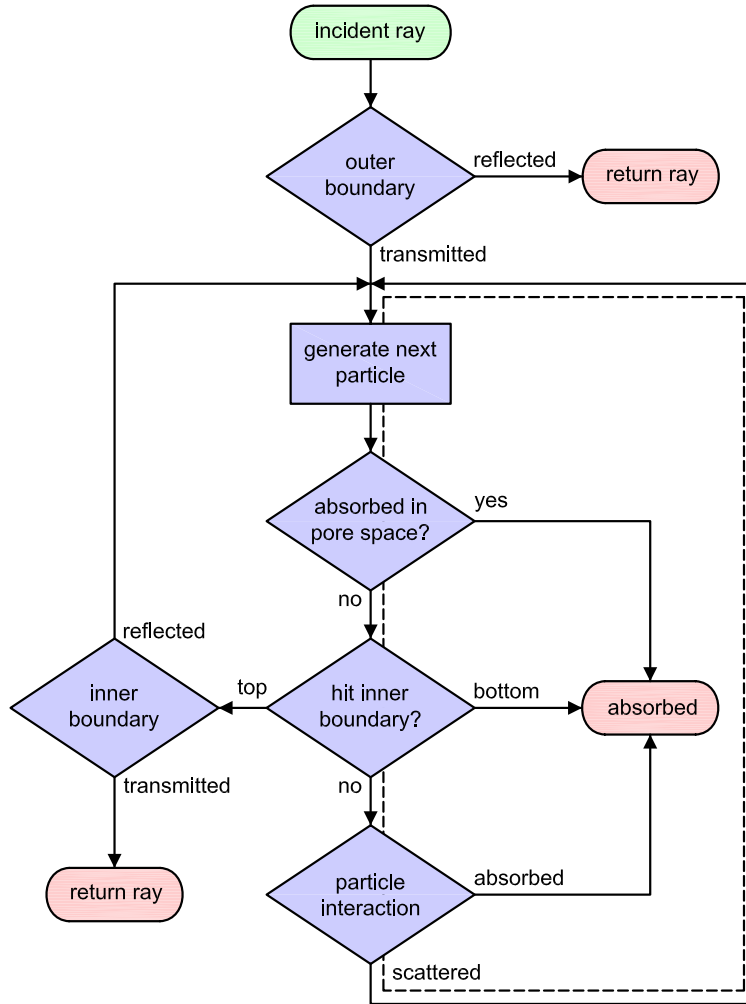 incident ray
outer
boundary
reflected
return ray
transmitted
generate next
particle
absorbed in
pore space?
yes
no
reflected
inner
boundary
top
hit inner
boundary?
bottom
absorbed
transmitted
no
return ray
particle
interaction
absorbed
scattered